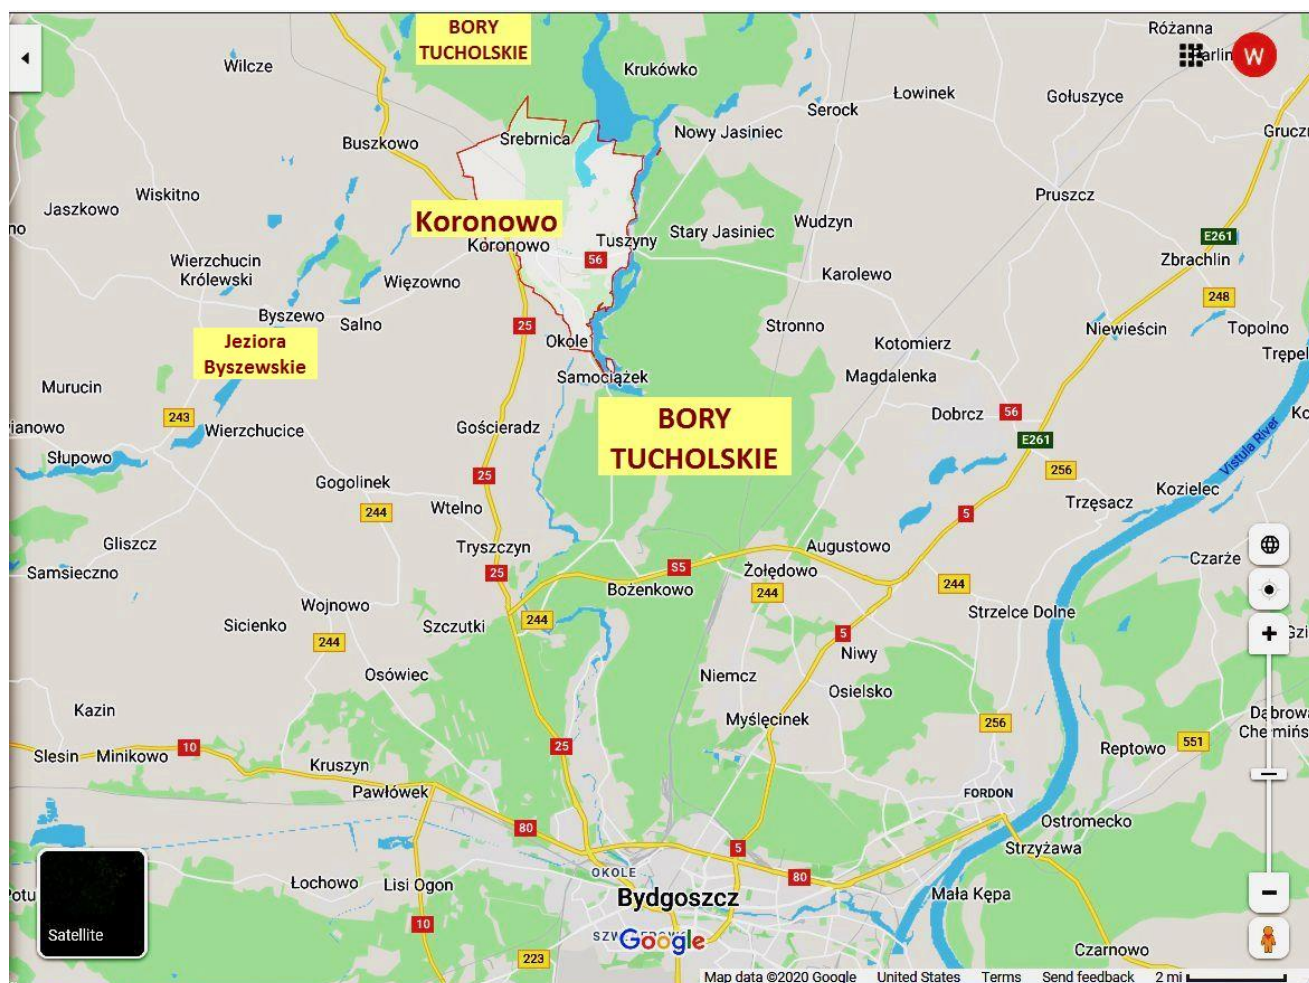 BORY
TUCHOLSKIE
Różanna
Wilcze
Krukówko
W
Łowinek
Gołuszyce
Serock
Srebrnica
Nowy Jasiniec
Buszkowo
Wiskitno
Jaszkowo
Pruszcz
Koronowo
Koronowo
Tuszyny
Stary Jasiniec
Wudzyn
E261
Zbrachlin
56
Wierzchucin
Królewski
Więzowno
Karolewo
248
Byszewo
Salno
25
Stronno
Niewieścin
Topolno
Jeziora
Byszewskie
Okole
Kotomierz
Samociążek
Magdalenka
Murucin
243
BORY
TUCHOLSKIE
Dobrcz
56
Wierzchucice
Gościeradz
E261
Słupowo
25
256
Vistula River
Gogolinek
244
Wtelno
Trzęsacz
Kozielec
5
Gliszcz
Tryszczyn
Augustowo
Czarże
Samsieczno
25
S5
Żołędowo
Bożenkowo
244
244
Wojnowo
Strzelce Dolne
Sicienko
244
Szczutki
244
5
Niwy
Osówiec
Niemcz
Osielsko
Kazin
Myślęcinek
256
551
Slesin
Minikowo
10
25
Reptowo
Kruszyn
Pawłówek
FORDON
80
Ostromecko
5
Strzyżawa
OKOLE
80
Łochowo
Lisi Ogon
Bydgoszcz
Mała Kępa
10
Satellite
Google
Czarnowo
223
Map data ©2020 Google United States Terms Send feedback 2 mi